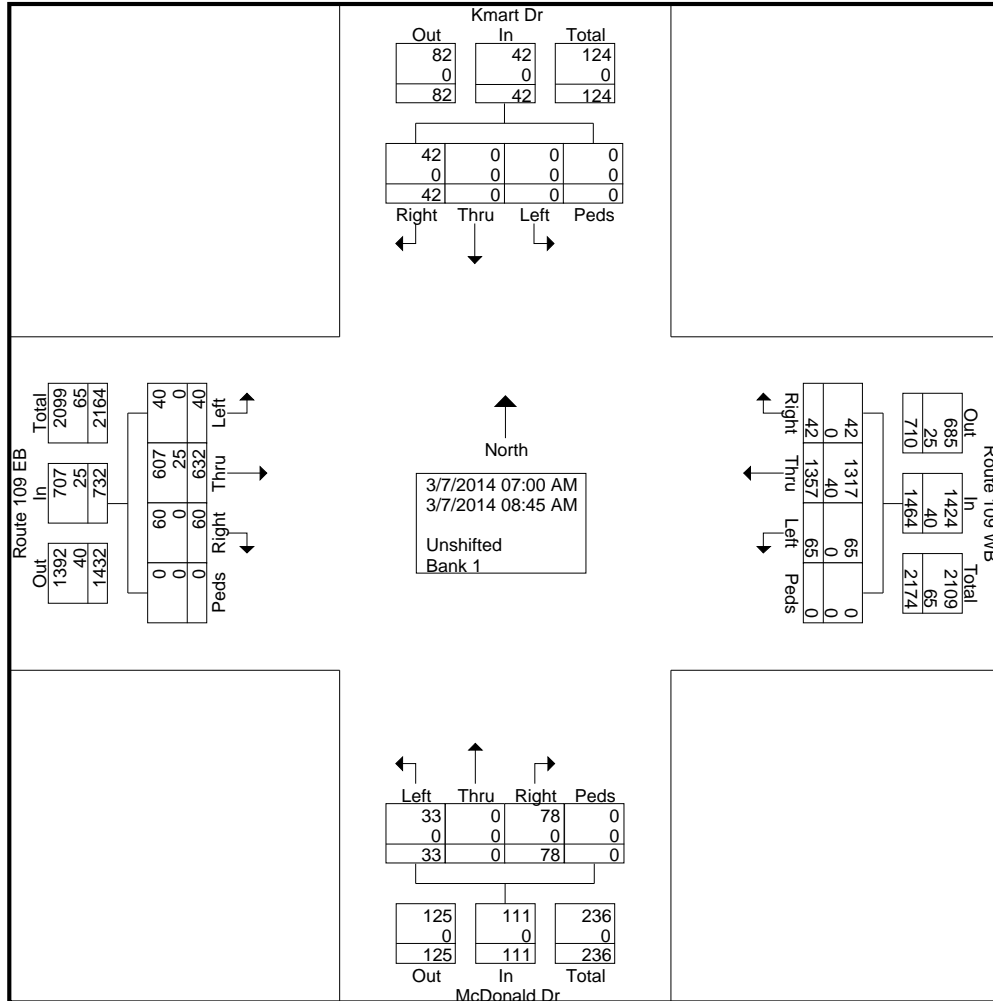 Kmart Dr
Out In Total
82 42 124
0 0 0
82 42 124
42 0 0 0
0 0 0 0
42 0 0 0
Right Thru Left Peds
Route 109 EB
Total In Out
2099 707 1392
65 25 40
2164 732 1432
40 607 60 0
0 25 0 0
40 632 60 0
Left Thru Right Peds
North
3/7/2014 07:00 AM
3/7/2014 08:45 AM
Unshifted
Bank 1
Route 109 WB
Out In Total
685 1424 2109
25 40 65
710 1464 2174
42 1317 65 0
0 40 0 0
42 1357 65 0
Right Thru Left Peds
Left Thru Right Peds
33 0 78 0
0 0 0 0
33 0 78 0
125 111 236
0 0 0
125 111 236
Out In Total
McDonald Dr